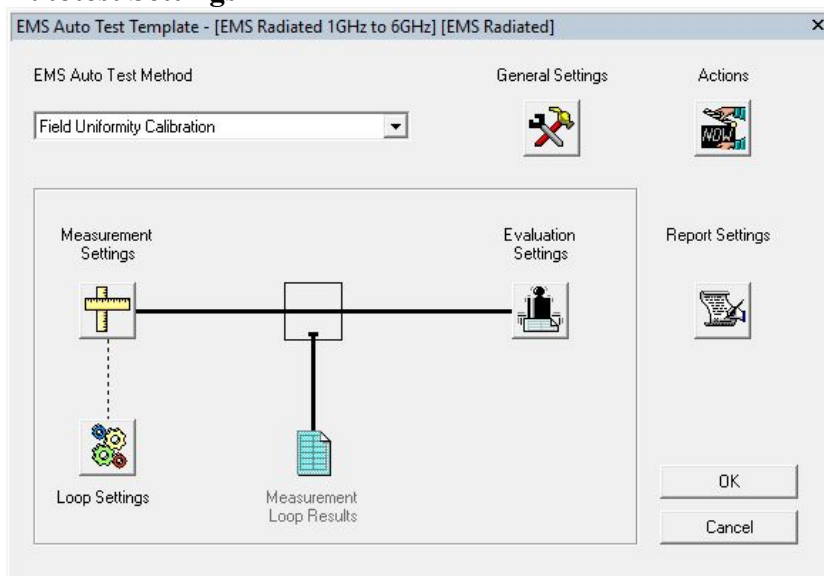 EMS Auto Test Template - [EMS Radiated 1GHz to 6GHz] [EMS Radiated]
EMS Auto Test Method
General Settings
Actions
Field Uniformity Calibration
NOW
Measurement
Settings
Evaluation
Settings
Report Settings
Loop Settings
Measurement
Loop Results
OK
Cancel